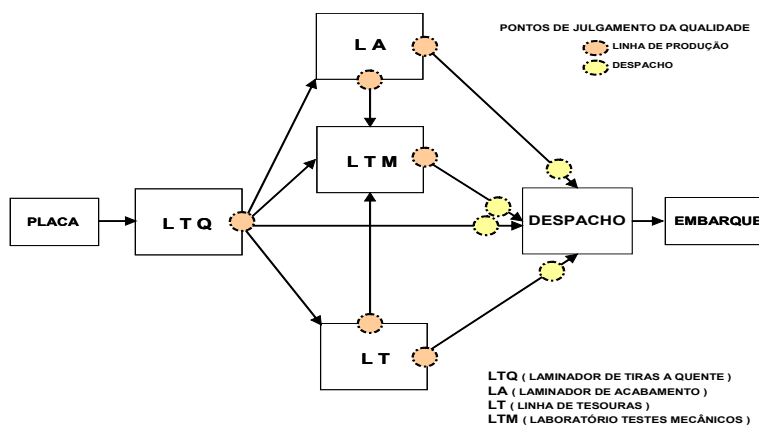 PONTOS DE JULGAMENTO DA QUALIDADE
LINHA DE PRODUÇÃO
DESPACHO
L A
L T M
PLACA
L T Q
DESPACHO
EMBARQUE
L T
LTQ ( LAMINADOR DE TIRAS A QUENTE )
LA ( LAMINADOR DE ACABAMENTO )
LT ( LINHA DE TESOURAS )
LTM ( LABORATÓRIO TESTES MECÂNICOS )